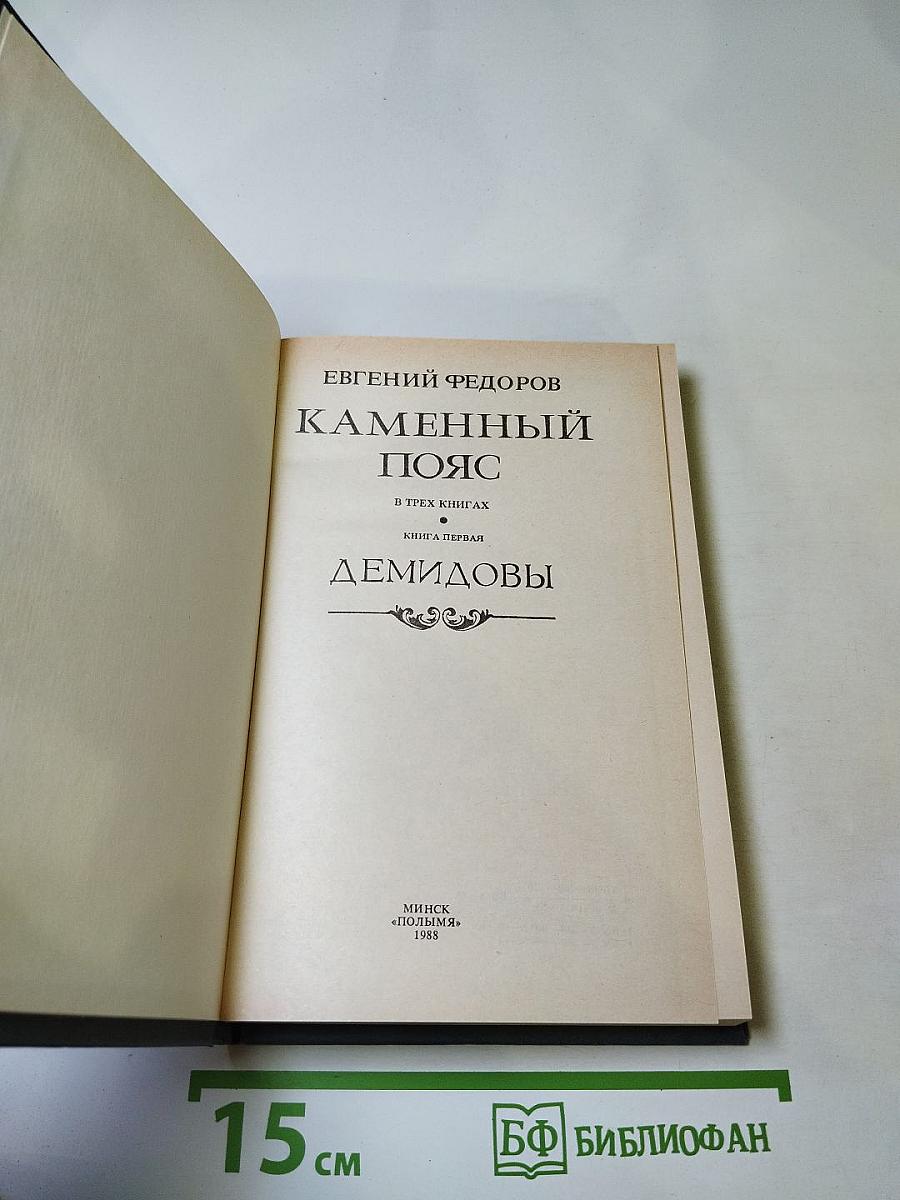 ЕВГЕНИЙ ФЕДОРОВ
КАМЕННЫЙ
ПОЯС
В ТРЕХ КНИГАХ
КНИГА ПЕРВАЯ
ДЕМИДОВЫ
МИНСК
«ПОЛЫМЯ»
1988
15 см
БФ БИБЛИОФАН